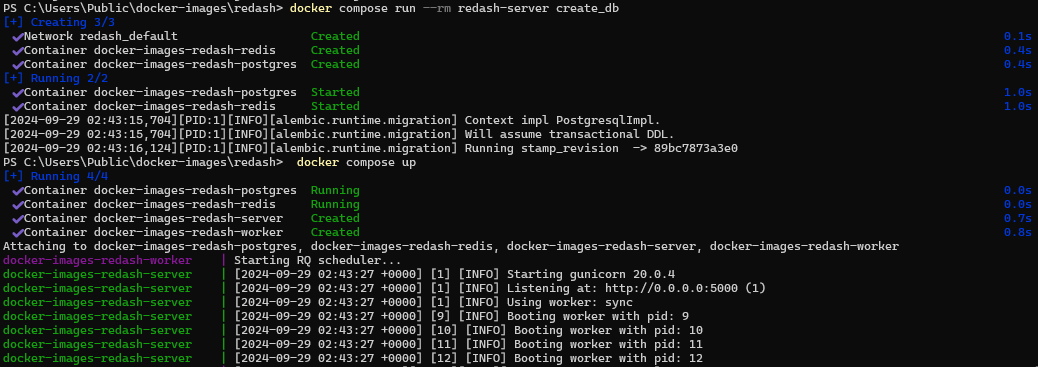 PS C:\Users\Public\docker-images\redash> docker compose run --rm redash-server create_db
[+] Creating 3/3
✔Network redash_default Created 0.1s
✔Container docker-images-redash-redis Created 0.4s
✔Container docker-images-redash-postgres Created 0.4s
[+] Running 2/2
✔Container docker-images-redash-postgres Started 1.0s
✔Container docker-images-redash-redis Started 1.0s
[2024-09-29 02:43:15,704][PID:1][INFO][alembic.runtime.migration] Context impl PostgresqlImpl.
[2024-09-29 02:43:15,704][PID:1][INFO][alembic.runtime.migration] Will assume transactional DDL.
[2024-09-29 02:43:16,124][PID:1][INFO][alembic.runtime.migration] Running stamp_revision -> 89bc7873a3e0
PS C:\Users\Public\docker-images\redash> docker compose up
[+] Running 4/4
✔Container docker-images-redash-postgres Running 0.0s
✔Container docker-images-redash-redis Running 0.0s
✔Container docker-images-redash-server Created 0.7s
✔Container docker-images-redash-worker Created 0.8s
Attaching to docker-images-redash-postgres, docker-images-redash-redis, docker-images-redash-server, docker-images-redash-worker
docker-images-redash-worker | Starting RQ scheduler...
docker-images-redash-server | [2024-09-29 02:43:27 +0000] [1] [INFO] Starting gunicorn 20.0.4
docker-images-redash-server | [2024-09-29 02:43:27 +0000] [1] [INFO] Listening at: http://0.0.0.0:5000 (1)
docker-images-redash-server | [2024-09-29 02:43:27 +0000] [1] [INFO] Using worker: sync
docker-images-redash-server | [2024-09-29 02:43:27 +0000] [9] [INFO] Booting worker with pid: 9
docker-images-redash-server | [2024-09-29 02:43:27 +0000] [10] [INFO] Booting worker with pid: 10
docker-images-redash-server | [2024-09-29 02:43:27 +0000] [11] [INFO] Booting worker with pid: 11
docker-images-redash-server | [2024-09-29 02:43:27 +0000] [12] [INFO] Booting worker with pid: 12